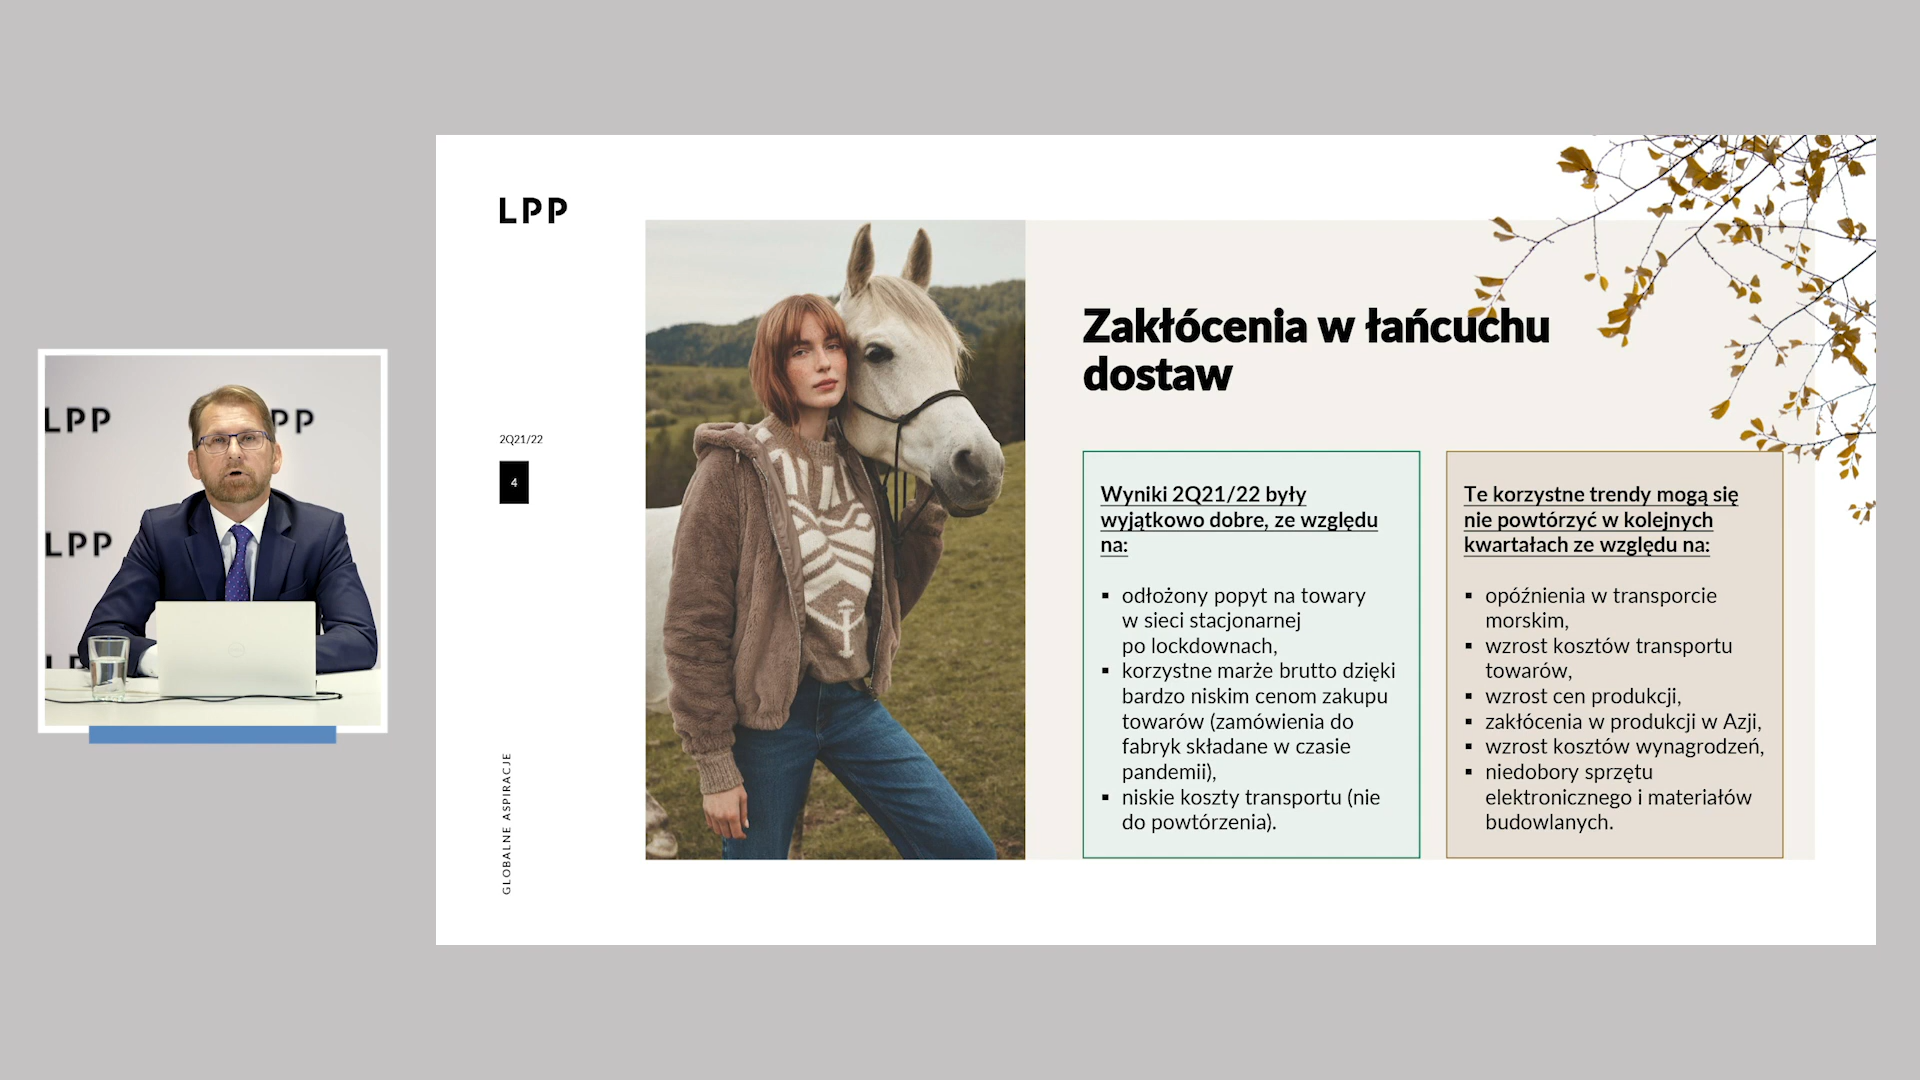 LPP
LPP
LPP
2Q21/22
4
GLOBALNE ASPIRACJE
Zakłócenia w łańcuchu
dostaw
Wyniki 2Q21/22 były
wyjątkowo dobre, ze względu
na:
▪ odłożony popyt na towary
w sieci stacjonarnej
po lockdownach,
▪ korzystne marże brutto dzięki
bardzo niskim cenom zakupu
towarów (zamówienia do
fabryk składane w czasie
pandemii),
▪ niskie koszty transportu (nie
do powtórzenia).
Te korzystne trendy mogą się
nie powtórzyć w kolejnych
kwartałach ze względu na:
▪ opóźnienia w transporcie
morskim,
▪ wzrost kosztów transportu
towarów,
▪ wzrost cen produkcji,
▪ zakłócenia w produkcji w Azji,
▪ wzrost kosztów wynagrodzeń,
▪ niedobory sprzętu
elektronicznego i materiałów
budowlanych.